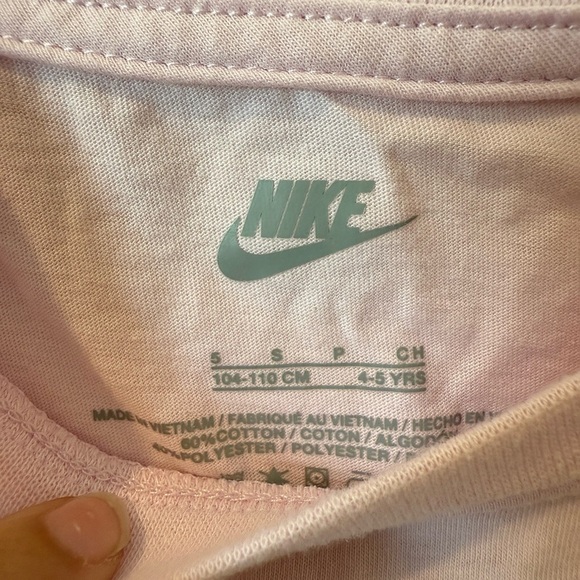 NIKE
5 S P CH
104-110 CM 4-5 YRS
MADE IN VIETNAM / FABRIQUÉ AU VIETNAM / HECHO EN
60% COTTON / COTON /
40% POLYESTER / POLYESTER /